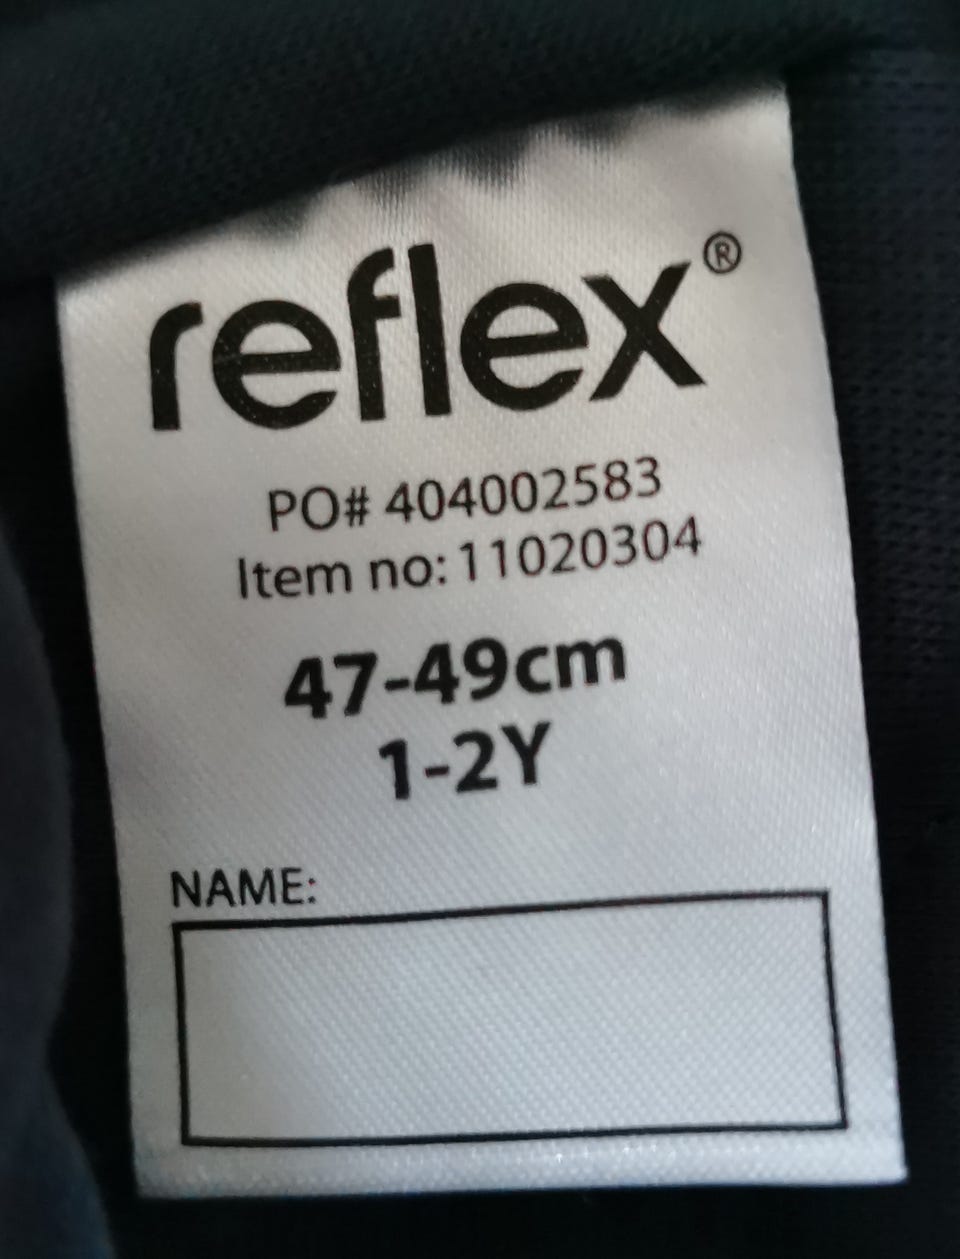 reflex®
PO# 404002583
Item no: 11020304
47-49cm
1-2Y
NAME: